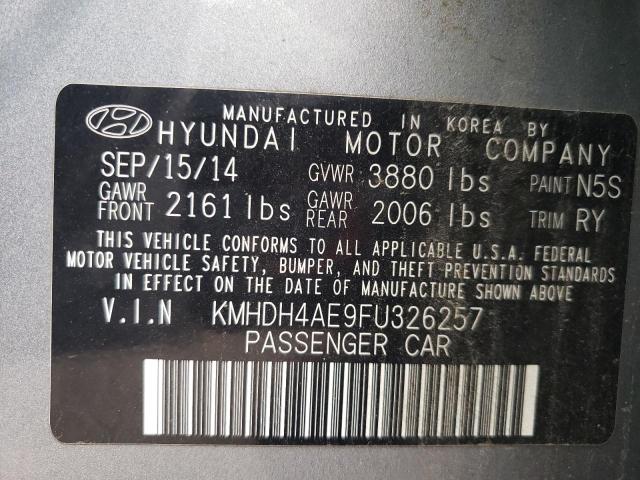 MANUFACTURED IN KOREA BY
HYUNDAI MOTOR COMPANY
SEP/15/14 GVWR 3880 lbs PAINT N5S
GAWR FRONT 2161 lbs GAWR REAR 2006 lbs TRIM RY
THIS VEHICLE CONFORMS TO ALL APPLICABLE U.S.A. FEDERAL
MOTOR VEHICLE SAFETY, BUMPER, AND THEFT PREVENTION STANDARDS
IN EFFECT ON THE DATE OF MANUFACTURE SHOWN ABOVE.
V.I.N KMHDH4AE9FU326257
PASSENGER CAR